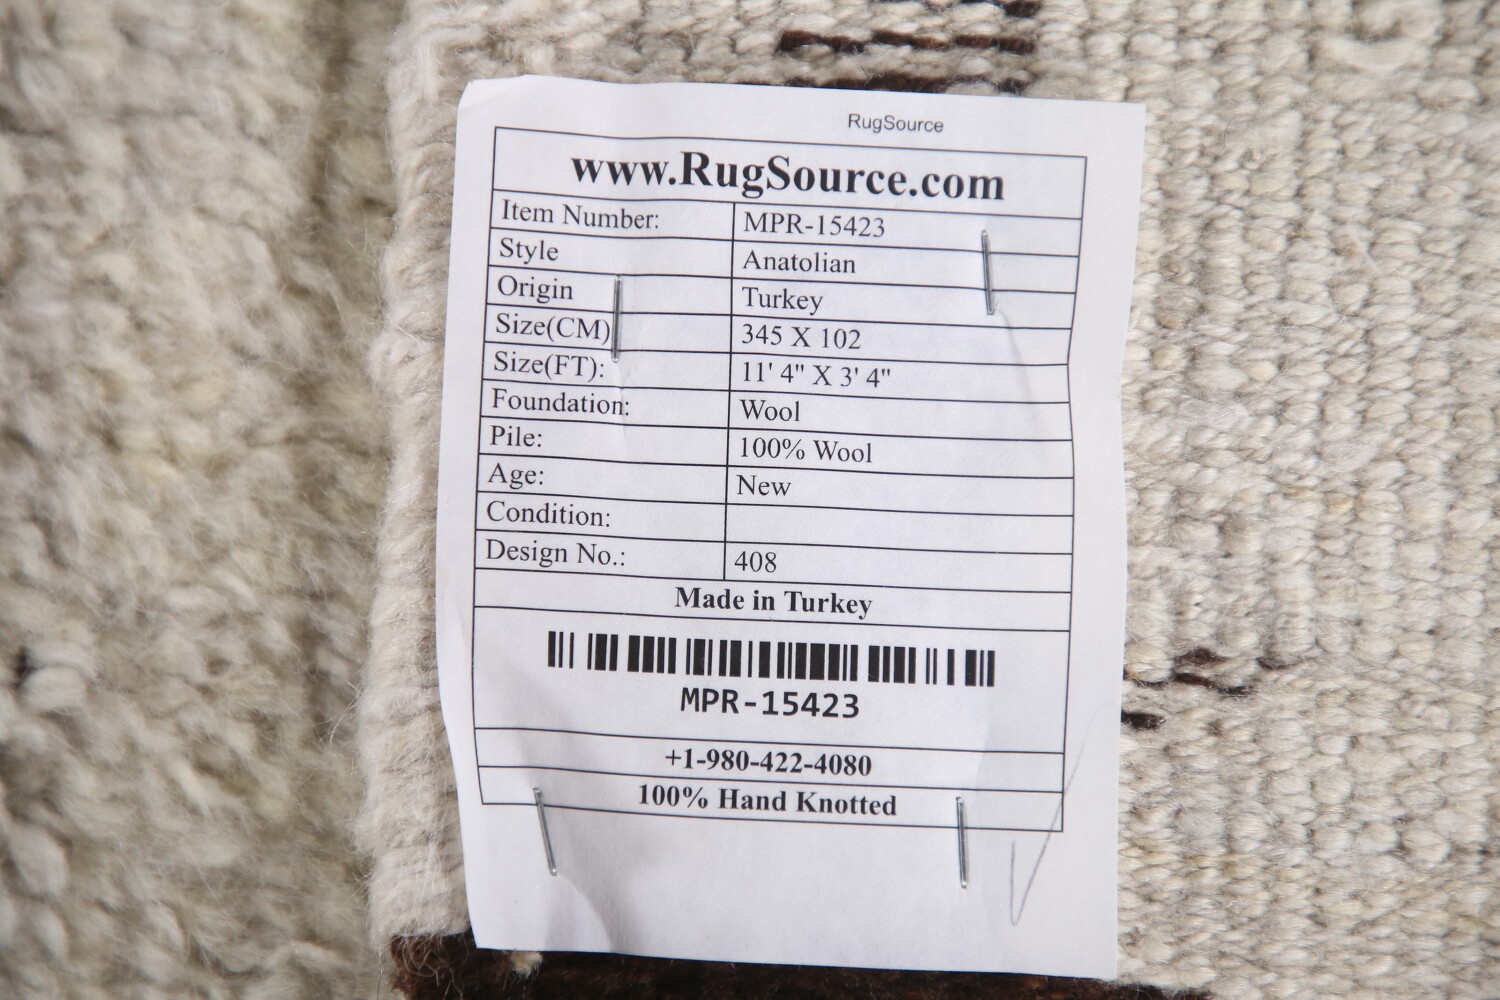 RugSource
www.RugSource.com
Item Number: MPR-15423
Style Anatolian
Origin Turkey
Size(CM) 345 X 102
Size(FT): 11' 4" X 3' 4"
Foundation: Wool
Pile: 100% Wool
Age: New
Condition:
Design No.: 408
Made in Turkey
MPR-15423
+1-980-422-4080
100% Hand Knotted